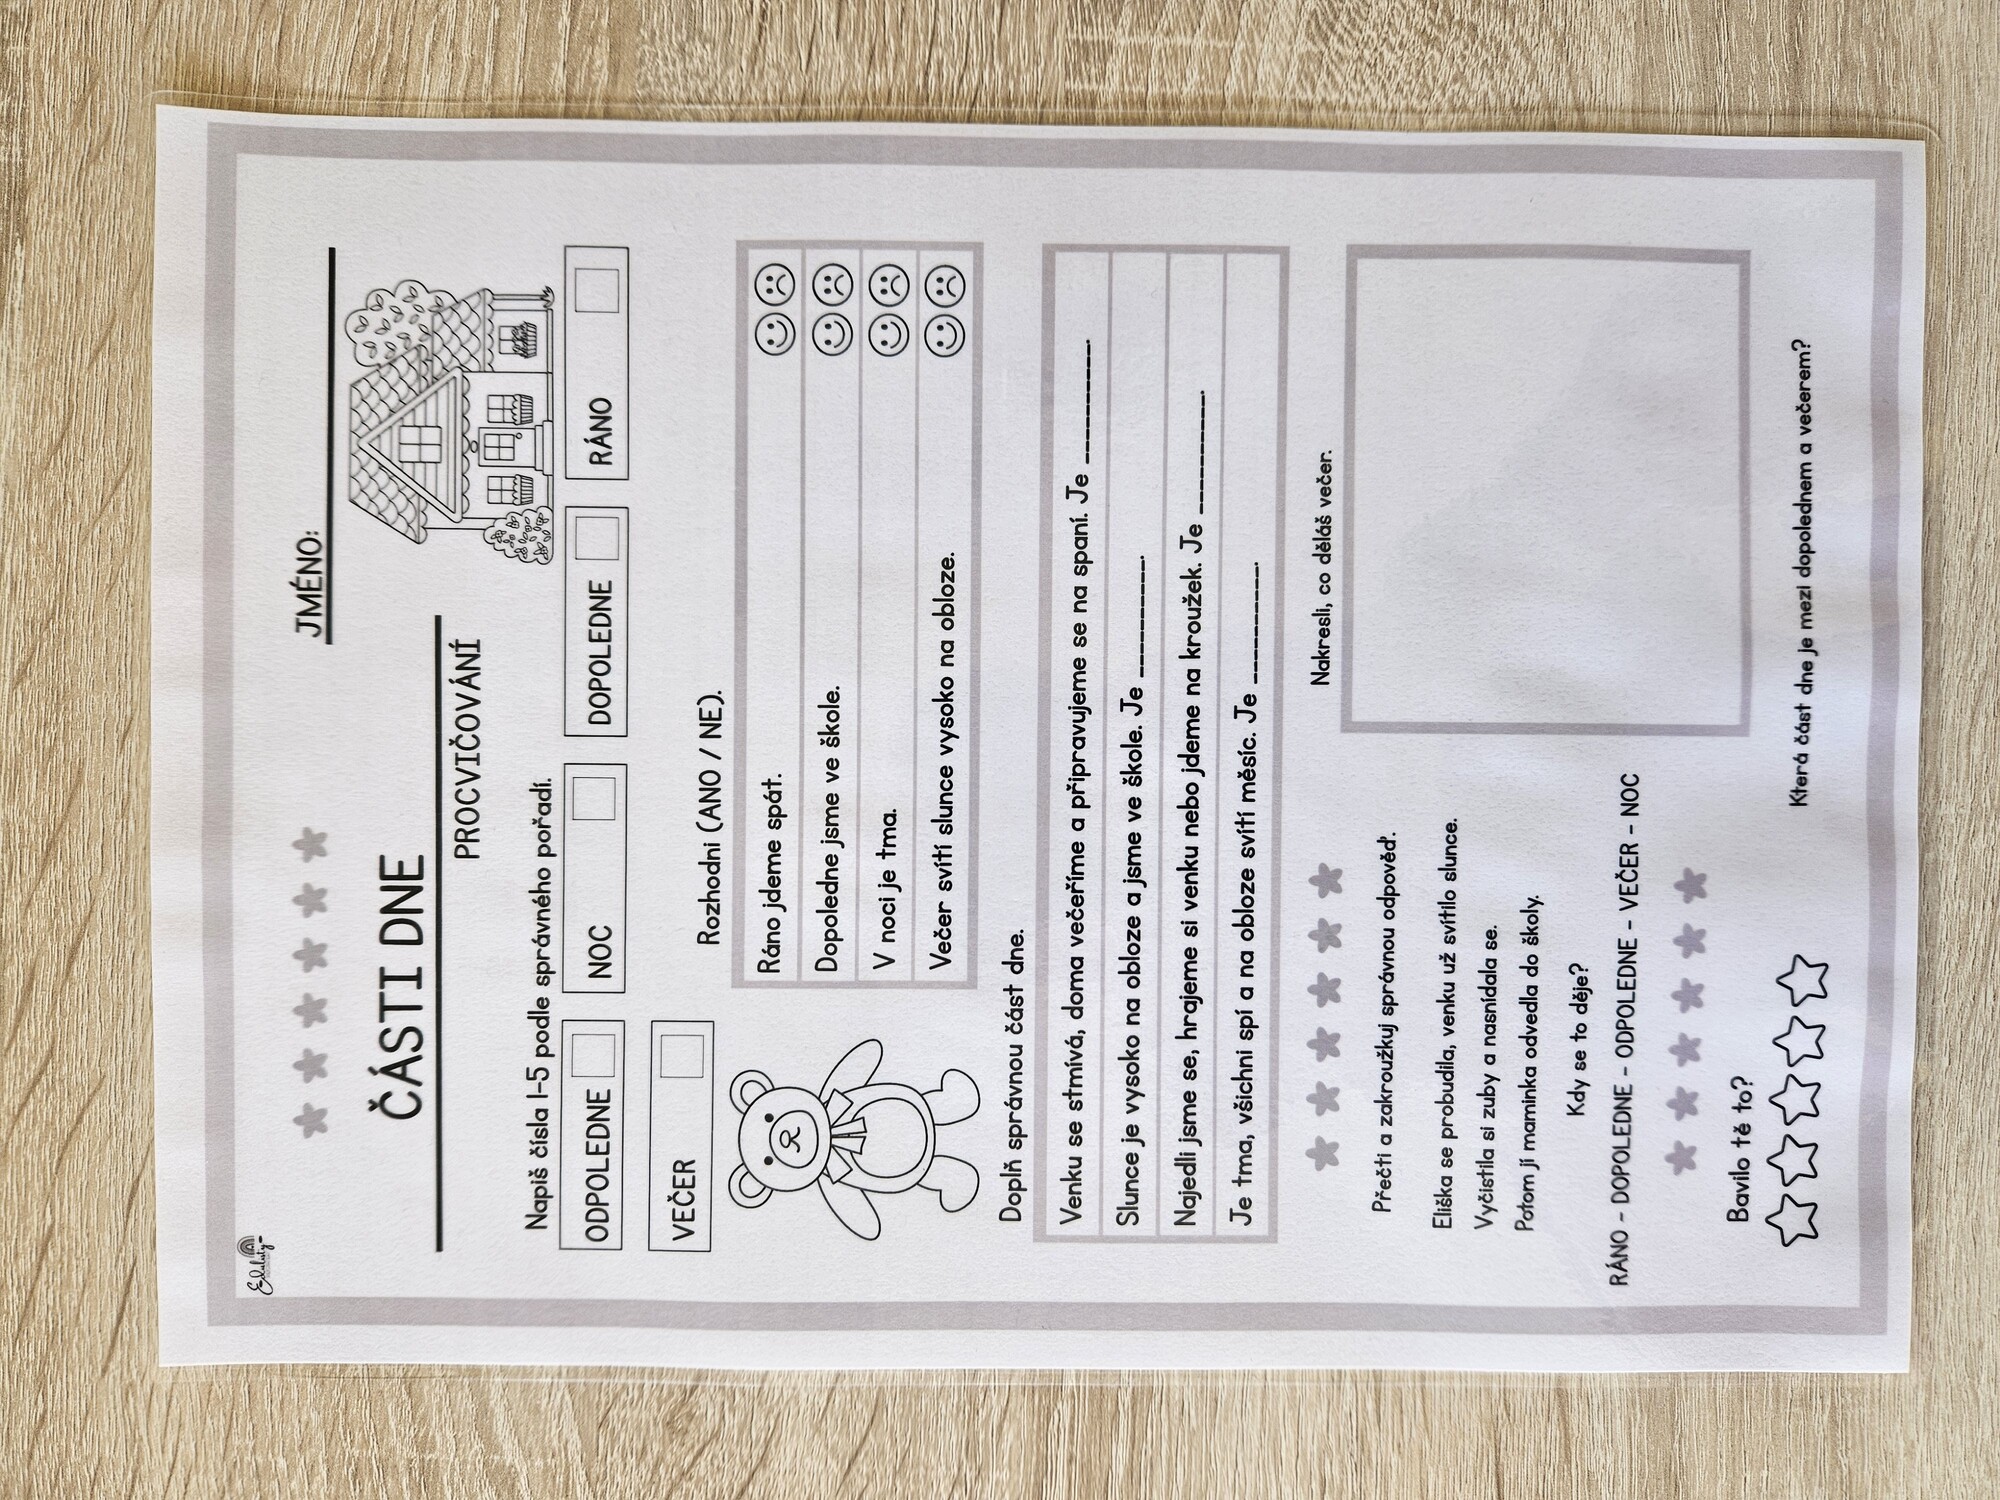 Edulaty
JMÉNO:
ČÁSTI DNE
PROCVIČOVÁNÍ
Napiš čísla 1-5 podle správného pořadí.
ODPOLEDNE
NOC
DOPOLEDNE
RÁNO
VEČER
Rozhodni (ANO / NE).
Ráno jdeme spát.
Dopoledne jsme ve škole.
V noci je tma.
Večer svítí slunce vysoko na obloze.
Doplň správnou část dne.
Venku se stmívá, doma večeříme a připravujeme se na spaní. Je __________.
Slunce je vysoko na obloze a jsme ve škole. Je __________.
Najedli jsme se, hrajeme si venku nebo jdeme na kroužek. Je __________.
Je tma, všichni spí a na obloze svítí měsíc. Je __________.
Přečti a zakroužkuj správnou odpověď.
Eliška se probudila, venku už svítilo slunce.
Vyčistila si zuby a nasnídala se.
Potom jí maminka odvedla do školy.
Kdy se to děje?
RÁNO - DOPOLEDNE - ODPOLEDNE - VEČER - NOC
Nakresli, co děláš večer.
Bavilo tě to?
Která část dne je mezi dopolednem a večerem?